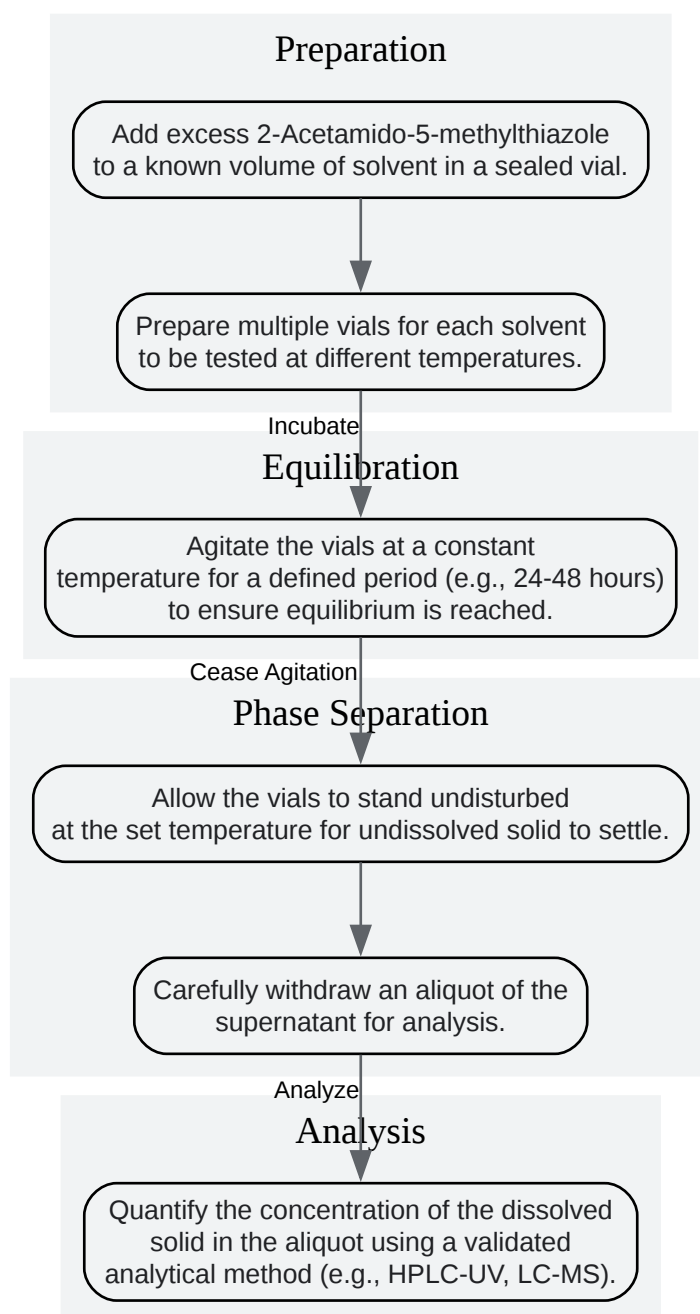 Preparation
Add excess 2-Acetamido-5-methylthiazole
to a known volume of solvent in a sealed vial.
Prepare multiple vials for each solvent
to be tested at different temperatures.
Incubate
Equilibration
Agitate the vials at a constant
temperature for a defined period (e.g., 24-48 hours)
to ensure equilibrium is reached.
Cease Agitation
Phase Separation
Allow the vials to stand undisturbed
at the set temperature for undissolved solid to settle.
Carefully withdraw an aliquot of the
supernatant for analysis.
Analyze
Analysis
Quantify the concentration of the dissolved
solid in the aliquot using a validated
analytical method (e.g., HPLC-UV, LC-MS).